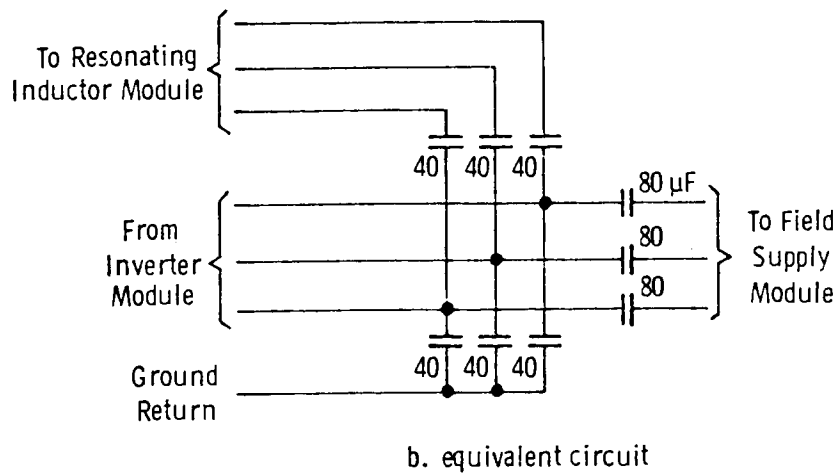 To Resonating
Inductor Module
40 40 40
80 μF
From
Inverter
Module
80
80
To Field
Supply
Module
40 40 40
Ground
Return
b. equivalent circuit